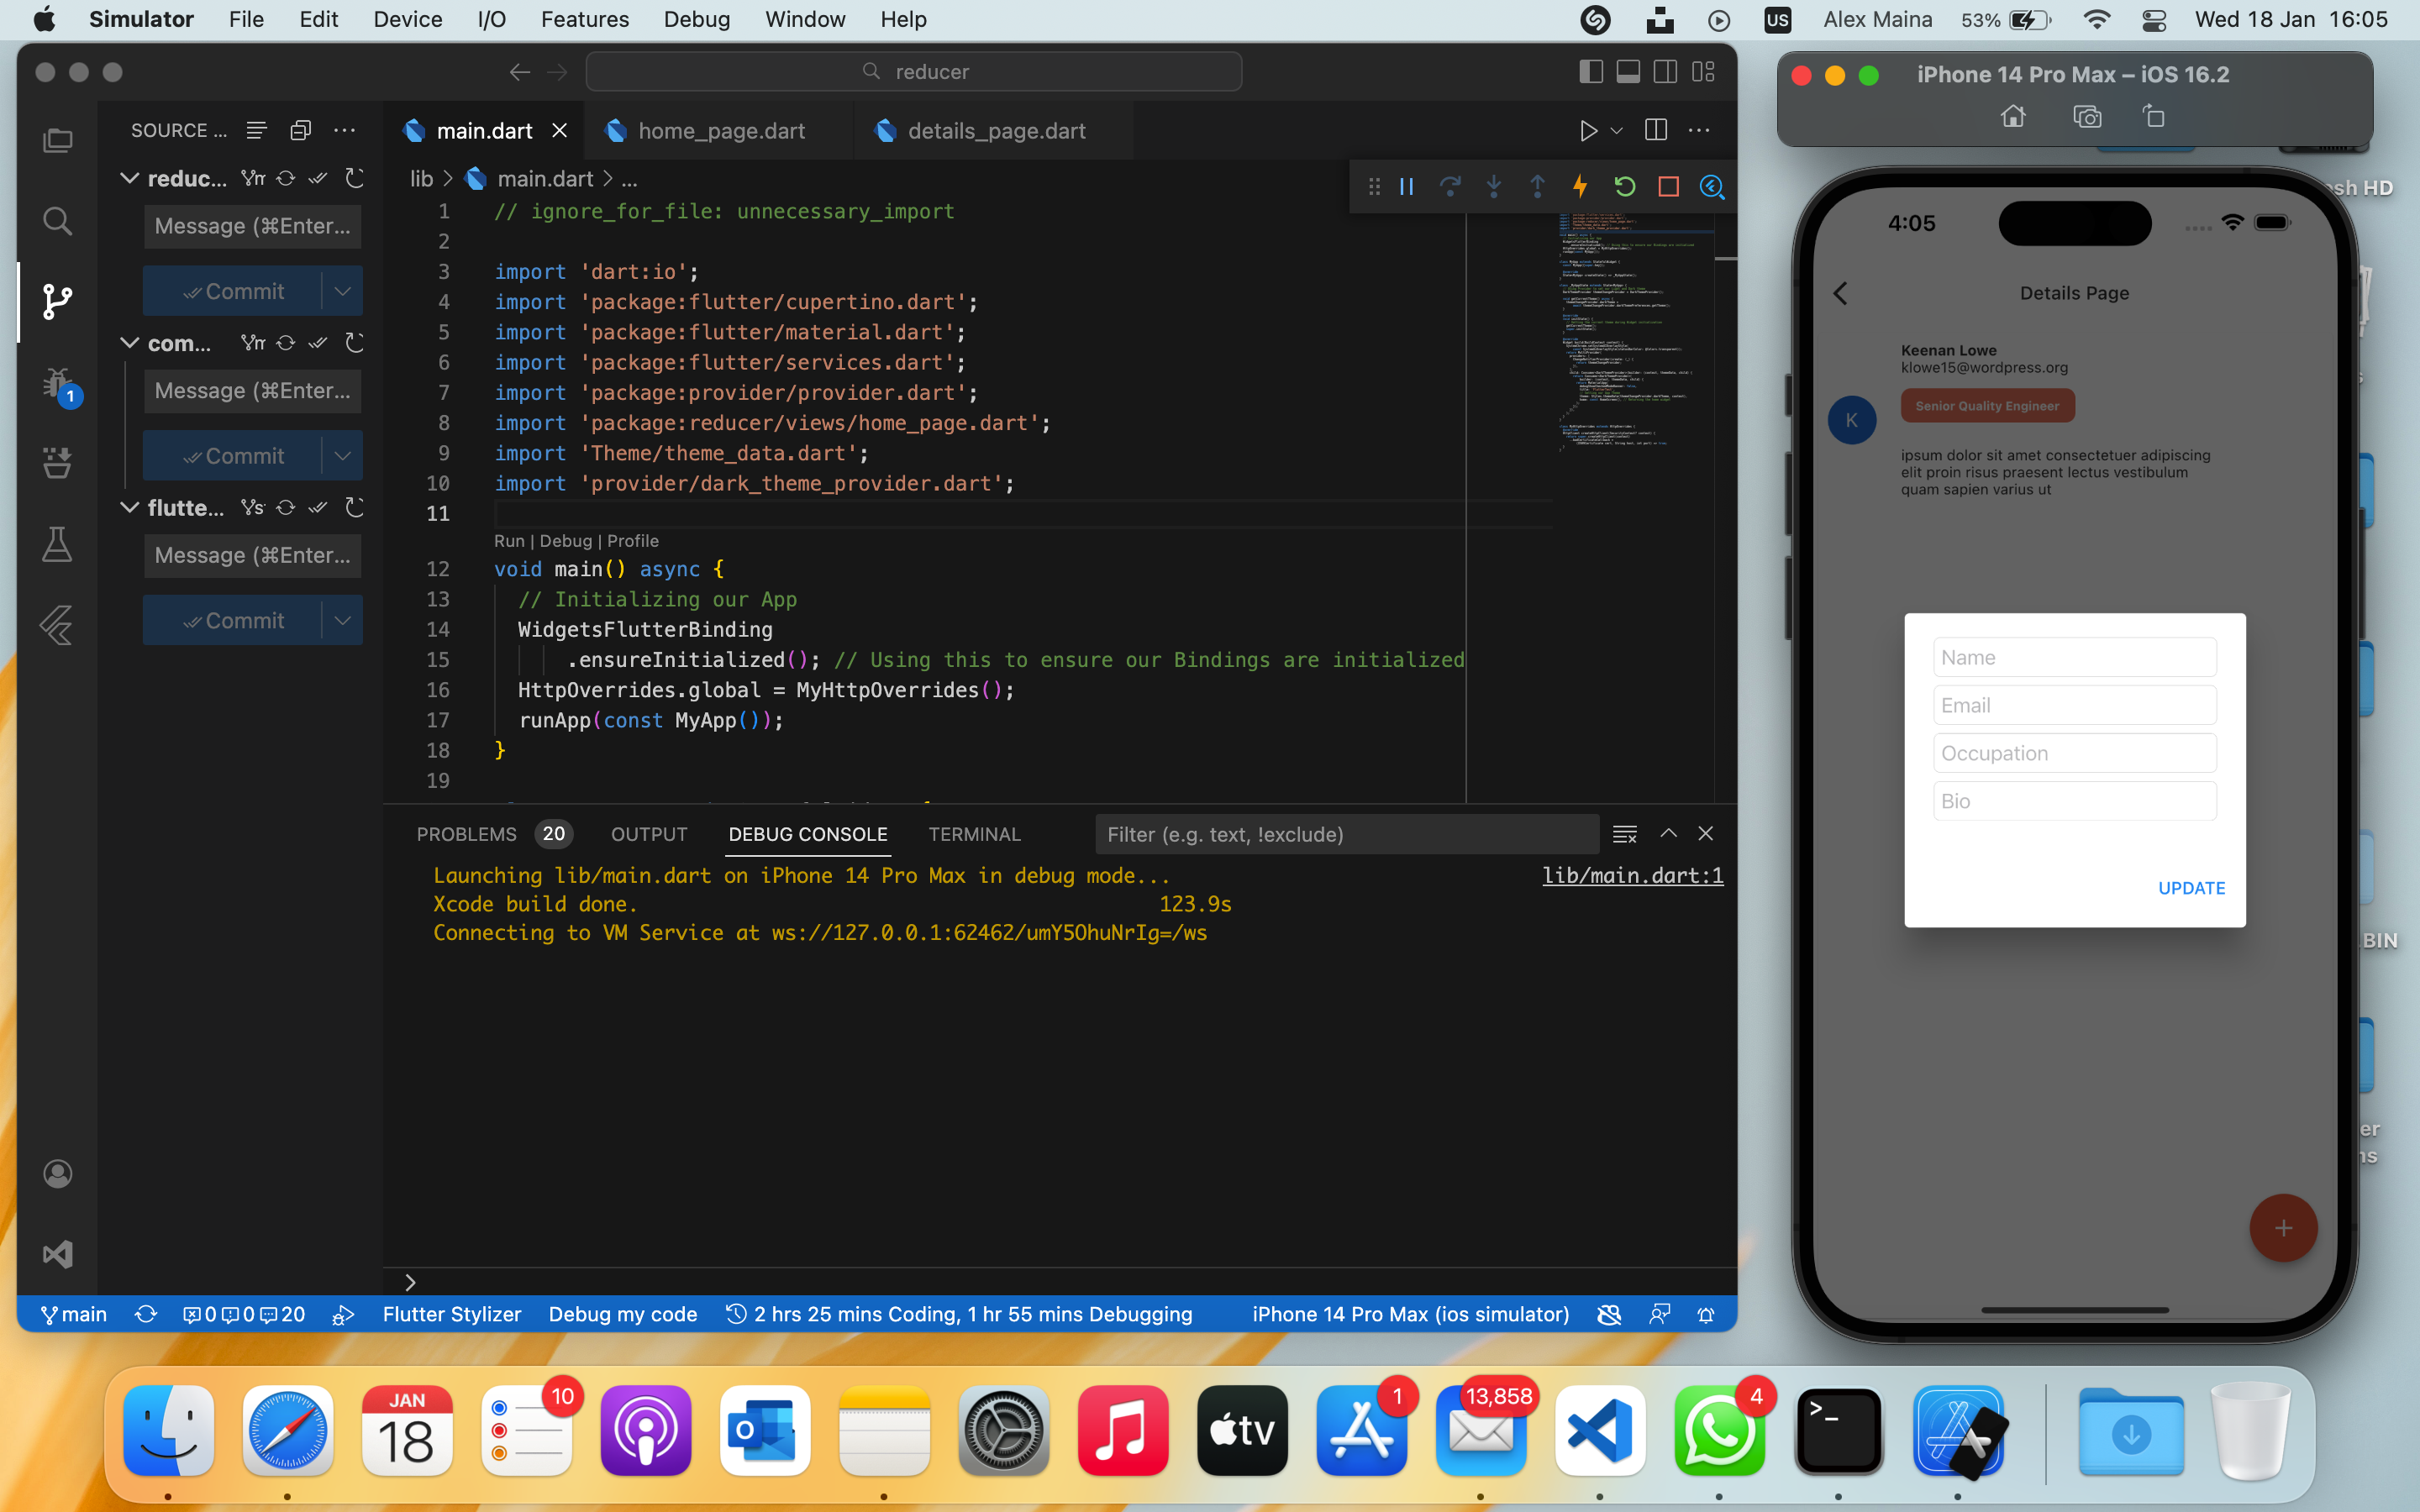 Simulator File Edit Device I/O Features Debug Window Help US Alex Maina 53% Wed 18 Jan 16:05
reducer
SOURCE ...
main.dart home_page.dart details_page.dart
lib > main.dart > ...
reduc...
Message (⌘Enter...
Commit
com...
Message (⌘Enter...
Commit
flutte...
Message (⌘Enter...
Commit
1
1 // ignore_for_file: unnecessary_import
2
3 import 'dart:io';
4 import 'package:flutter/cupertino.dart';
5 import 'package:flutter/material.dart';
6 import 'package:flutter/services.dart';
7 import 'package:provider/provider.dart';
8 import 'package:reducer/views/home_page.dart';
9 import 'Theme/theme_data.dart';
10 import 'provider/dark_theme_provider.dart';
11
Run | Debug | Profile
12 void main() async {
13 // Initializing our App
14 WidgetsFlutterBinding
15 .ensureInitialized(); // Using this to ensure our Bindings are initialized
16 HttpOverrides.global = MyHttpOverrides();
17 runApp(const MyApp());
18 }
19
PROBLEMS 20 OUTPUT DEBUG CONSOLE TERMINAL Filter (e.g. text, !exclude)
Launching lib/main.dart on iPhone 14 Pro Max in debug mode... lib/main.dart:1
Xcode build done. 123.9s
Connecting to VM Service at ws://127.0.0.1:62462/umY5OhuNrIg=/ws
main 0 0 20 Flutter Stylizer Debug my code 2 hrs 25 mins Coding, 1 hr 55 mins Debugging iPhone 14 Pro Max (ios simulator)
iPhone 14 Pro Max – iOS 16.2
4:05
Details Page
Keenan Lowe
klowe15@wordpress.org
Senior Quality Engineer
K
ipsum dolor sit amet consectetuer adipiscing
elit proin risus praesent lectus vestibulum
quam sapien varius ut
Name
Email
Occupation
Bio
UPDATE
HD
.BIN
JAN
18
10
tv
1
13,858
4